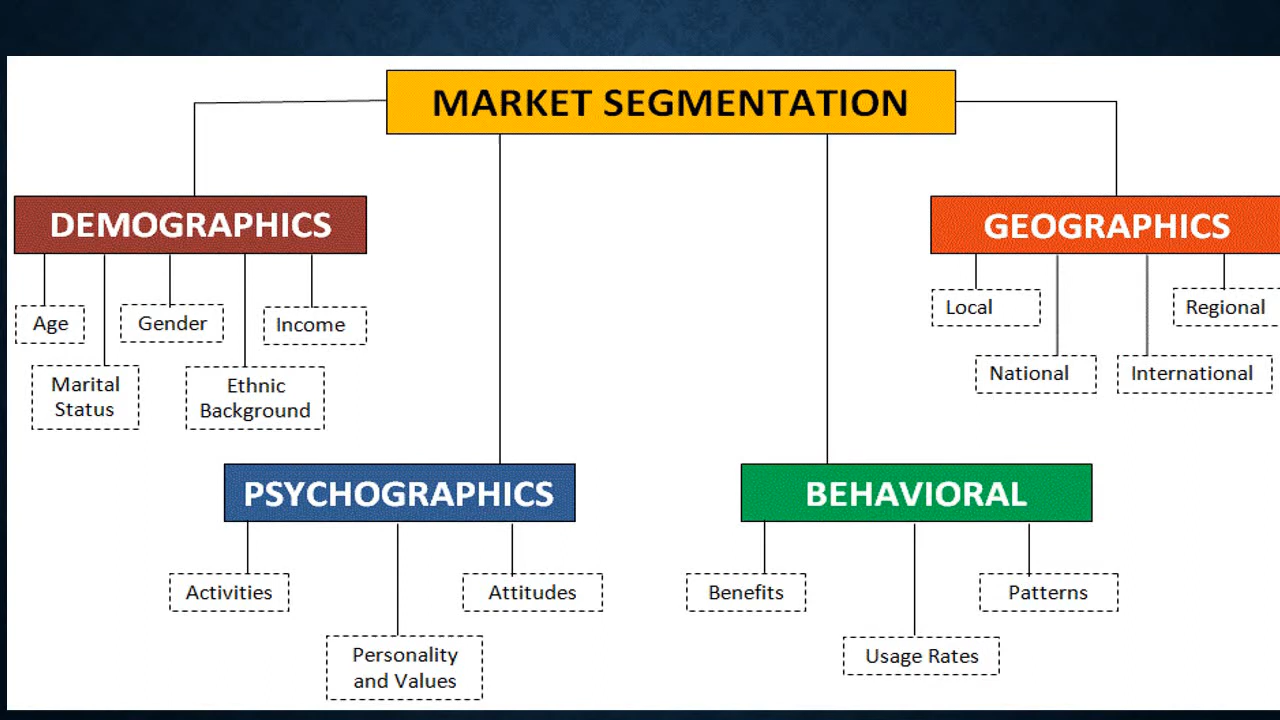 MARKET SEGMENTATION
DEMOGRAPHICS
Age
Gender
Income
Marital
Status
Ethnic
Background
GEOGRAPHICS
Local
Regional
National
International
PSYCHOGRAPHICS
Activities
Attitudes
Personality
and Values
BEHAVIORAL
Benefits
Patterns
Usage Rates